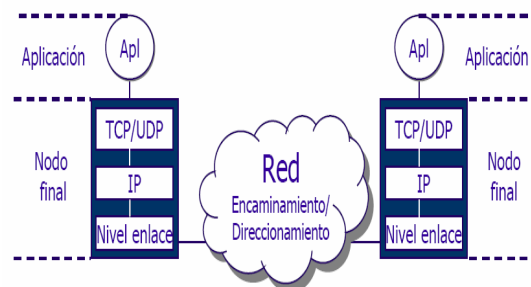 Aplicación
Apl
TCP/UDP
Nodo
final
IP
Nivel enlace
Red
Encaminamiento/
Direccionamiento
Apl
Aplicación
TCP/UDP
Nodo
final
IP
Nivel enlace